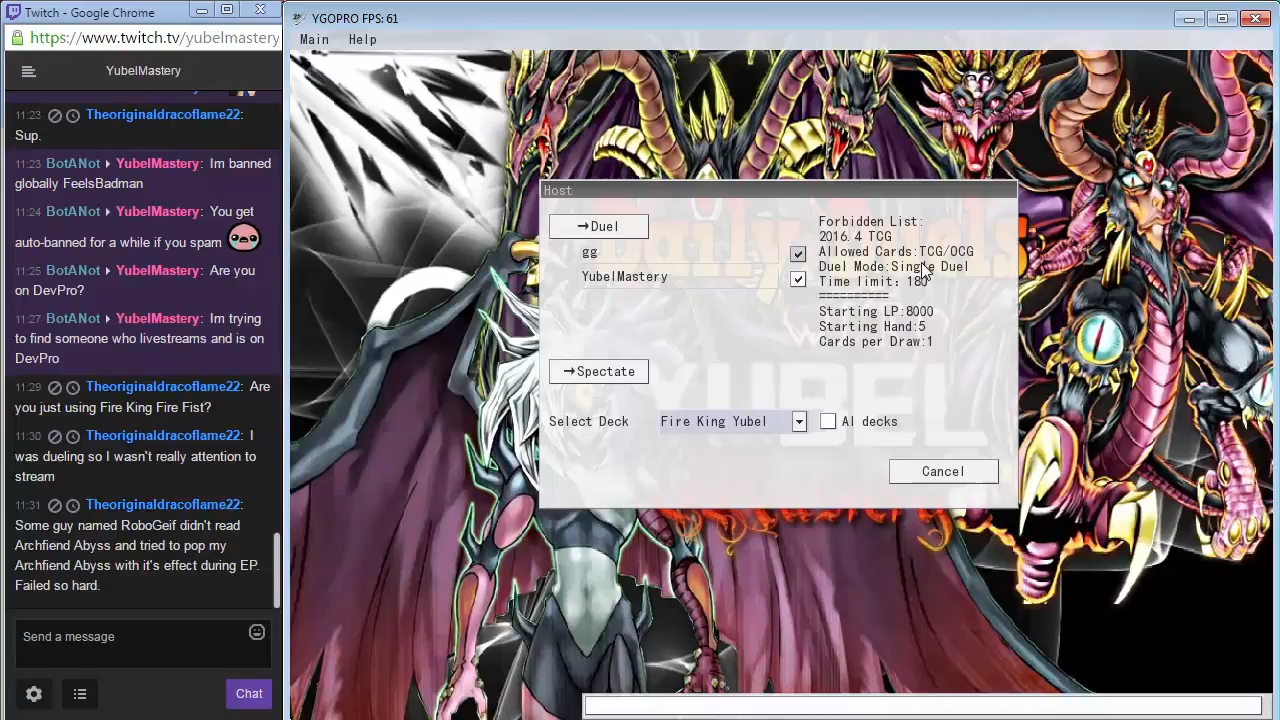 Twitch - Google Chrome
https://www.twitch.tv/yubelmastery
YubelMastery
11:23 Theoriginaldracoflame22:
Sup.
11:23 BotANot YubelMastery: Im banned
globally FeelsBadman
11:24 BotANot YubelMastery: You get
auto-banned for a while if you spam
11:25 BotANot YubelMastery: Are you
on DevPro?
11:27 BotANot YubelMastery: Im trying
to find someone who livestreams and is on
DevPro
11:29 Theoriginaldracoflame22: Are
you just using Fire King Fire Fist?
11:30 Theoriginaldracoflame22: I
was dueling so I wasn't really attention to
stream
11:31 Theoriginaldracoflame22:
Some guy named RoboGeif didn't read
Archfiend Abyss and tried to pop my
Archfiend Abyss with it's effect during EP.
Failed so hard.
Send a message
Chat
YGOPRO FPS: 61
Main Help
Host
→Duel
gg
YubelMastery
→Spectate
Select Deck Fire King Yubel AI decks
Cancel
Forbidden List:
2016.4 TCG
Allowed Cards:TCG/OCG
Duel Mode:Single Duel
Time limit: 180
==========
Starting LP:8000
Starting Hand:5
Cards per Draw:1
YUBEL